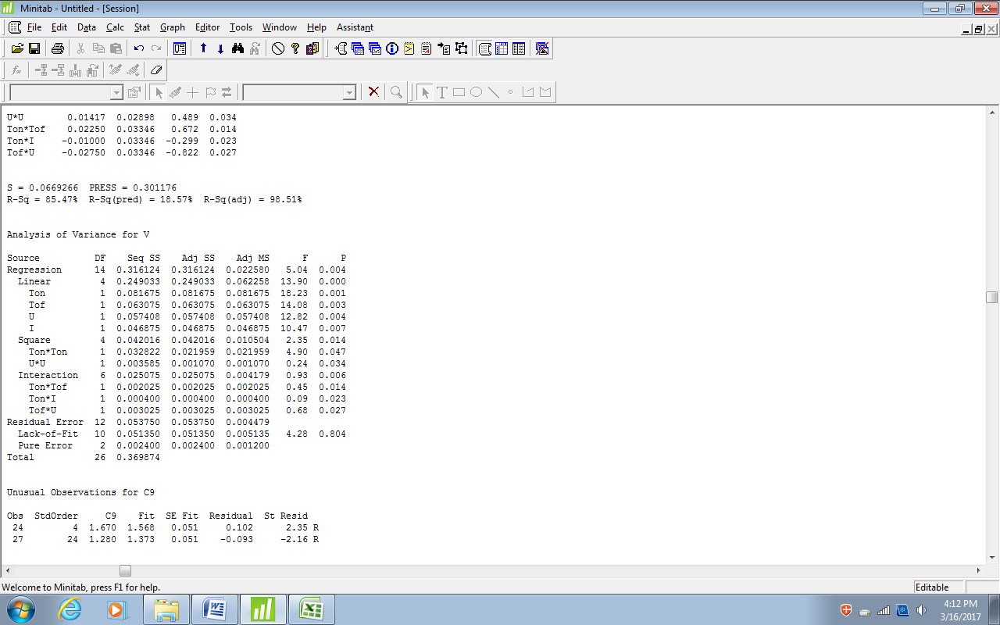 Minitab - Untitled - [Session]
File Edit Data Calc Stat Graph Editor Tools Window Help Assistant
U*U 0.01417 0.02898 0.489 0.034
Ton*Tof 0.02250 0.03346 0.672 0.014
Ton*I -0.01000 0.03346 -0.299 0.023
Tof*U -0.02750 0.03346 -0.822 0.027
S = 0.0669266 PRESS = 0.301176
R-Sq = 85.47% R-Sq(pred) = 18.57% R-Sq(adj) = 98.51%
Analysis of Variance for V
Source DF Seq SS Adj SS Adj MS F P
Regression 14 0.316124 0.316124 0.022580 5.04 0.004
Linear 4 0.249033 0.249033 0.062258 13.90 0.000
Ton 1 0.081675 0.081675 0.081675 18.23 0.001
Tof 1 0.063075 0.063075 0.063075 14.08 0.003
U 1 0.057408 0.057408 0.057408 12.82 0.004
I 1 0.046875 0.046875 0.046875 10.47 0.007
Square 4 0.042016 0.042016 0.010504 2.35 0.014
Ton*Ton 1 0.032822 0.021959 0.021959 4.90 0.047
U*U 1 0.003585 0.001070 0.001070 0.24 0.034
Interaction 6 0.025075 0.025075 0.004179 0.93 0.006
Ton*Tof 1 0.002025 0.002025 0.002025 0.45 0.014
Ton*I 1 0.000400 0.000400 0.000400 0.09 0.023
Tof*U 1 0.003025 0.003025 0.003025 0.68 0.027
Residual Error 12 0.053750 0.053750 0.004479
Lack-of-Fit 10 0.051350 0.051350 0.005135 4.28 0.804
Pure Error 2 0.002400 0.002400 0.001200
Total 26 0.369874
Unusual Observations for C9
Obs StdOrder C9 Fit SE Fit Residual St Resid
24 4 1.670 1.568 0.051 0.102 2.35 R
27 24 1.280 1.373 0.051 -0.093 -2.16 R
Welcome to Minitab, press F1 for help.
Editable
4:12 PM
3/16/2017